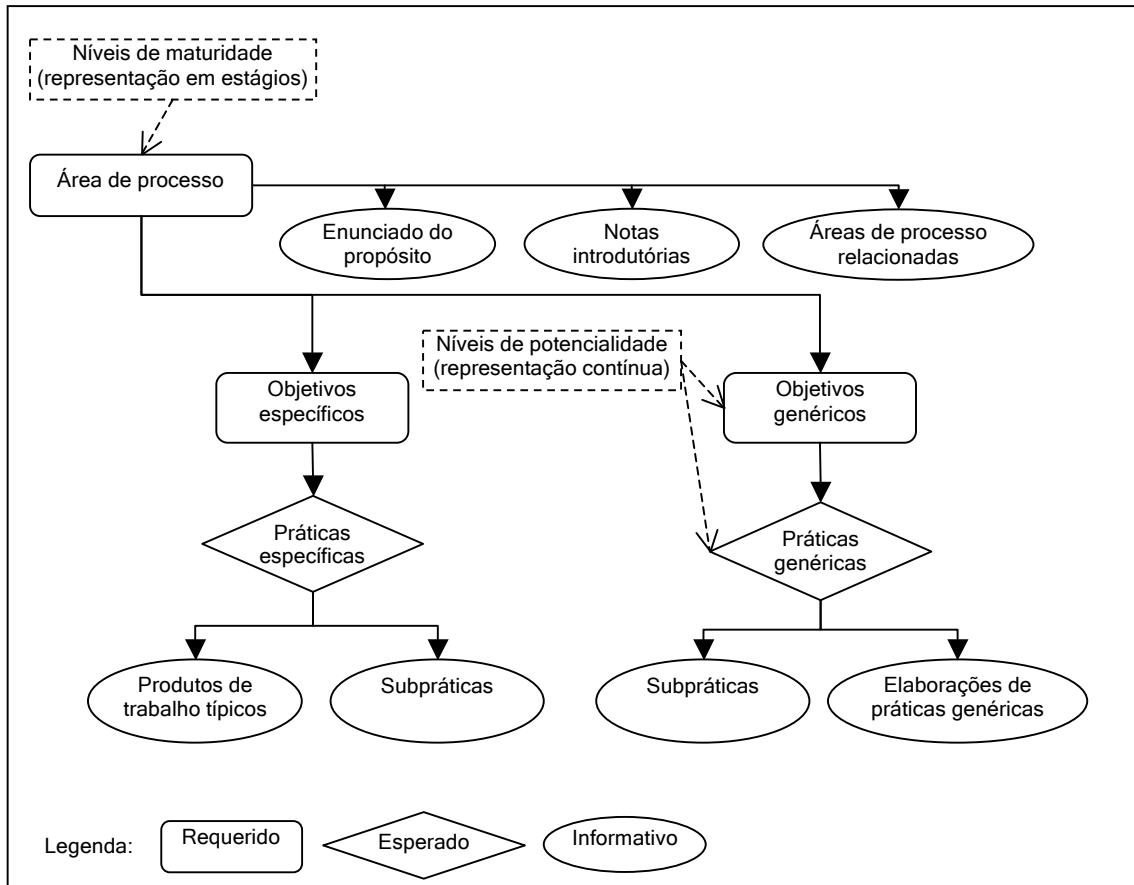 Níveis de maturidade
(representação em estágios)
Área de processo
Enunciado do
propósito
Notas
introdutórias
Áreas de processo
relacionadas
Níveis de potencialidade
(representação contínua)
Objetivos
específicos
Objetivos
genéricos
Práticas
específicas
Práticas
genéricas
Produtos de
trabalho típicos
Subpráticas
Subpráticas
Elaborações de
práticas genéricas
Legenda:
Requerido
Esperado
Informativo